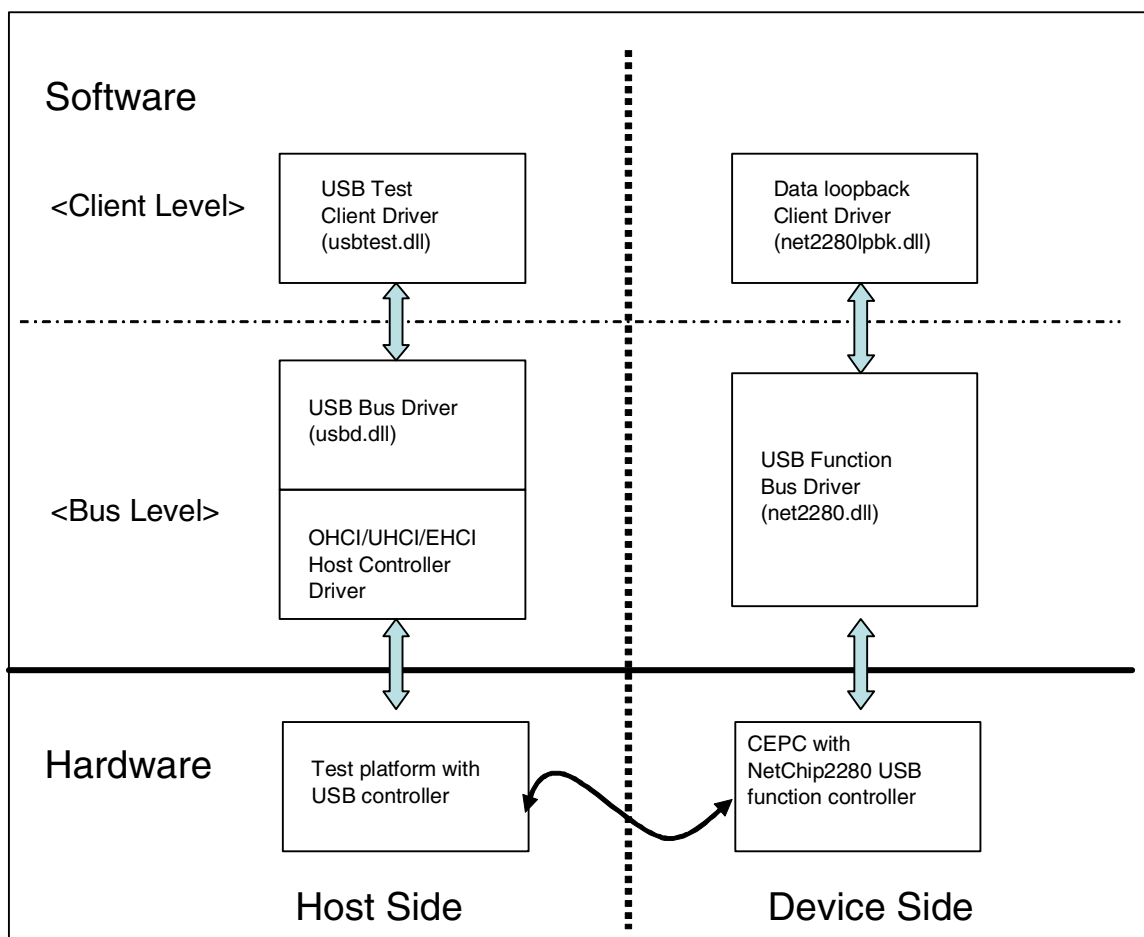 Software
<Client Level>
USB Test
Client Driver
(usbtest.dll)
Data loopback
Client Driver
(net2280lpbk.dll)
<Bus Level>
USB Bus Driver
(usbd.dll)
OHCI/UHCI/EHCI
Host Controller
Driver
USB Function
Bus Driver
(net2280.dll)
Hardware
Test platform with
USB controller
CEPC with
NetChip2280 USB
function controller
Host Side
Device Side